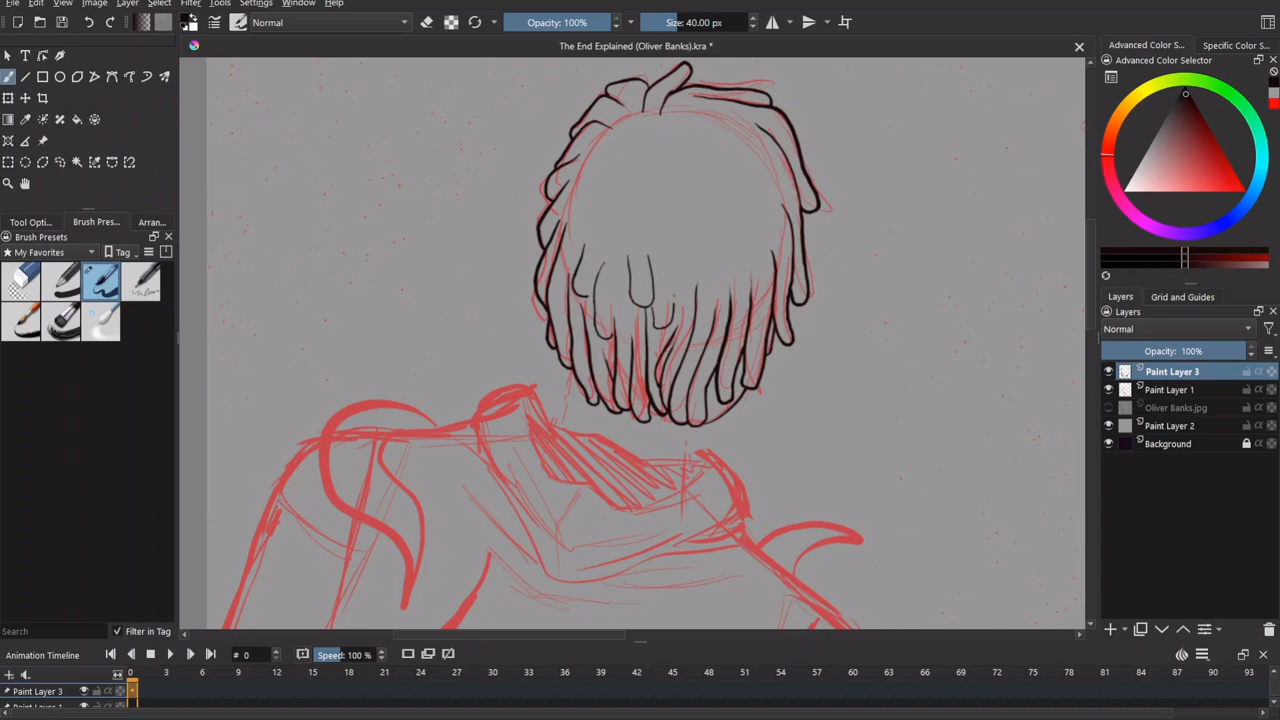 File Edit View Image Layer Select Filter Tools Settings Window Help
Normal Opacity: 100% Size: 40.00 px
The End Explained (Oliver Banks).kra *
Advanced Color S... Specific Color S...
Advanced Color Selector
Tool Opti... Brush Pres... Arran...
Brush Presets
My Favorites Tag
Search Filter in Tag
Layers Grid and Guides
Layers
Normal
Opacity: 100%
Paint Layer 3
Paint Layer 1
Oliver Banks.jpg
Paint Layer 2
Background
Animation Timeline # 0 Speed: 100 %
0 3 6 9 12 15 18 21 24 27 30 33 36 39 42 45 48 51 54 57 60 63 66 69 72 75 78 81 84 87 90 93
Paint Layer 3
Paint Layer 1